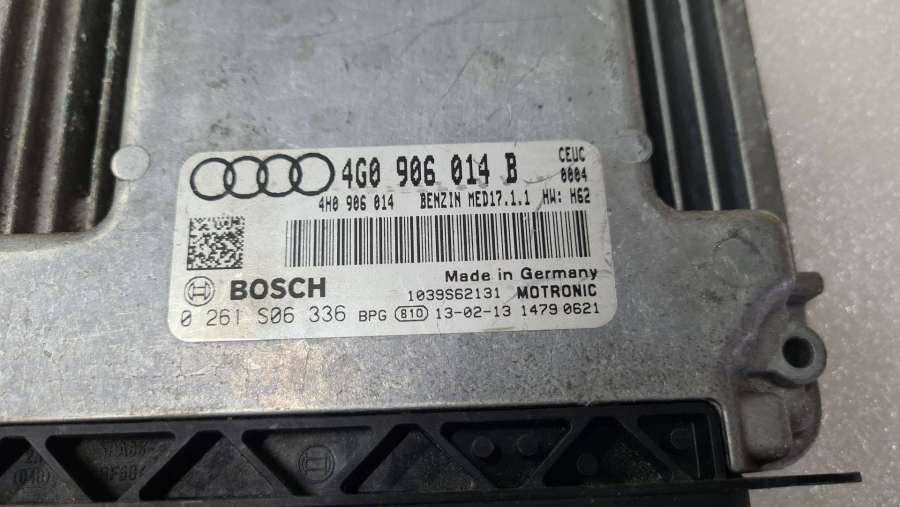 4G0 906 014 B CEUC
0004
4H0 906 014 BENZIN MED17.1.1 HW: H62
Made in Germany
BOSCH 1039S62131 MOTRONIC
0 261 S06 336 BPG 810 13-02-13 1479 0621